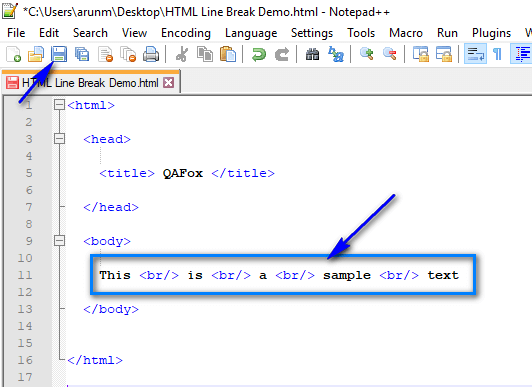 *C:\Users\arunm\Desktop\HTML Line Break Demo.html - Notepad++
File Edit Search View Encoding Language Settings Tools Macro Run Plugins
HTML Line Break Demo.html
1 <html>
2
3 <head>
4
5 <title> QAFox </title>
6
7 </head>
8
9 <body>
10
11 This <br/> is <br/> a <br/> sample <br/> text
12
13 </body>
14
15
16 </html>
17